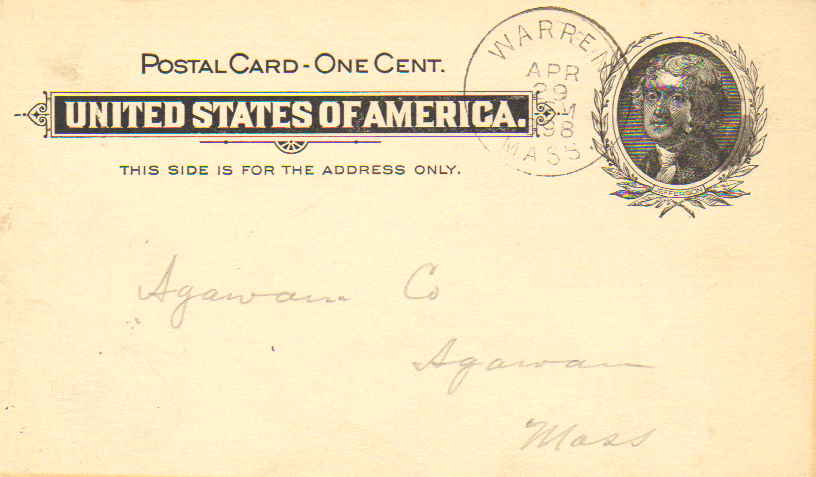 POSTAL CARD - ONE CENT.
UNITED STATES OF AMERICA.
THIS SIDE IS FOR THE ADDRESS ONLY.
WARREN
APR
29
98
MASS
JEFFERSON
Agawam Co
Agawam
Mass